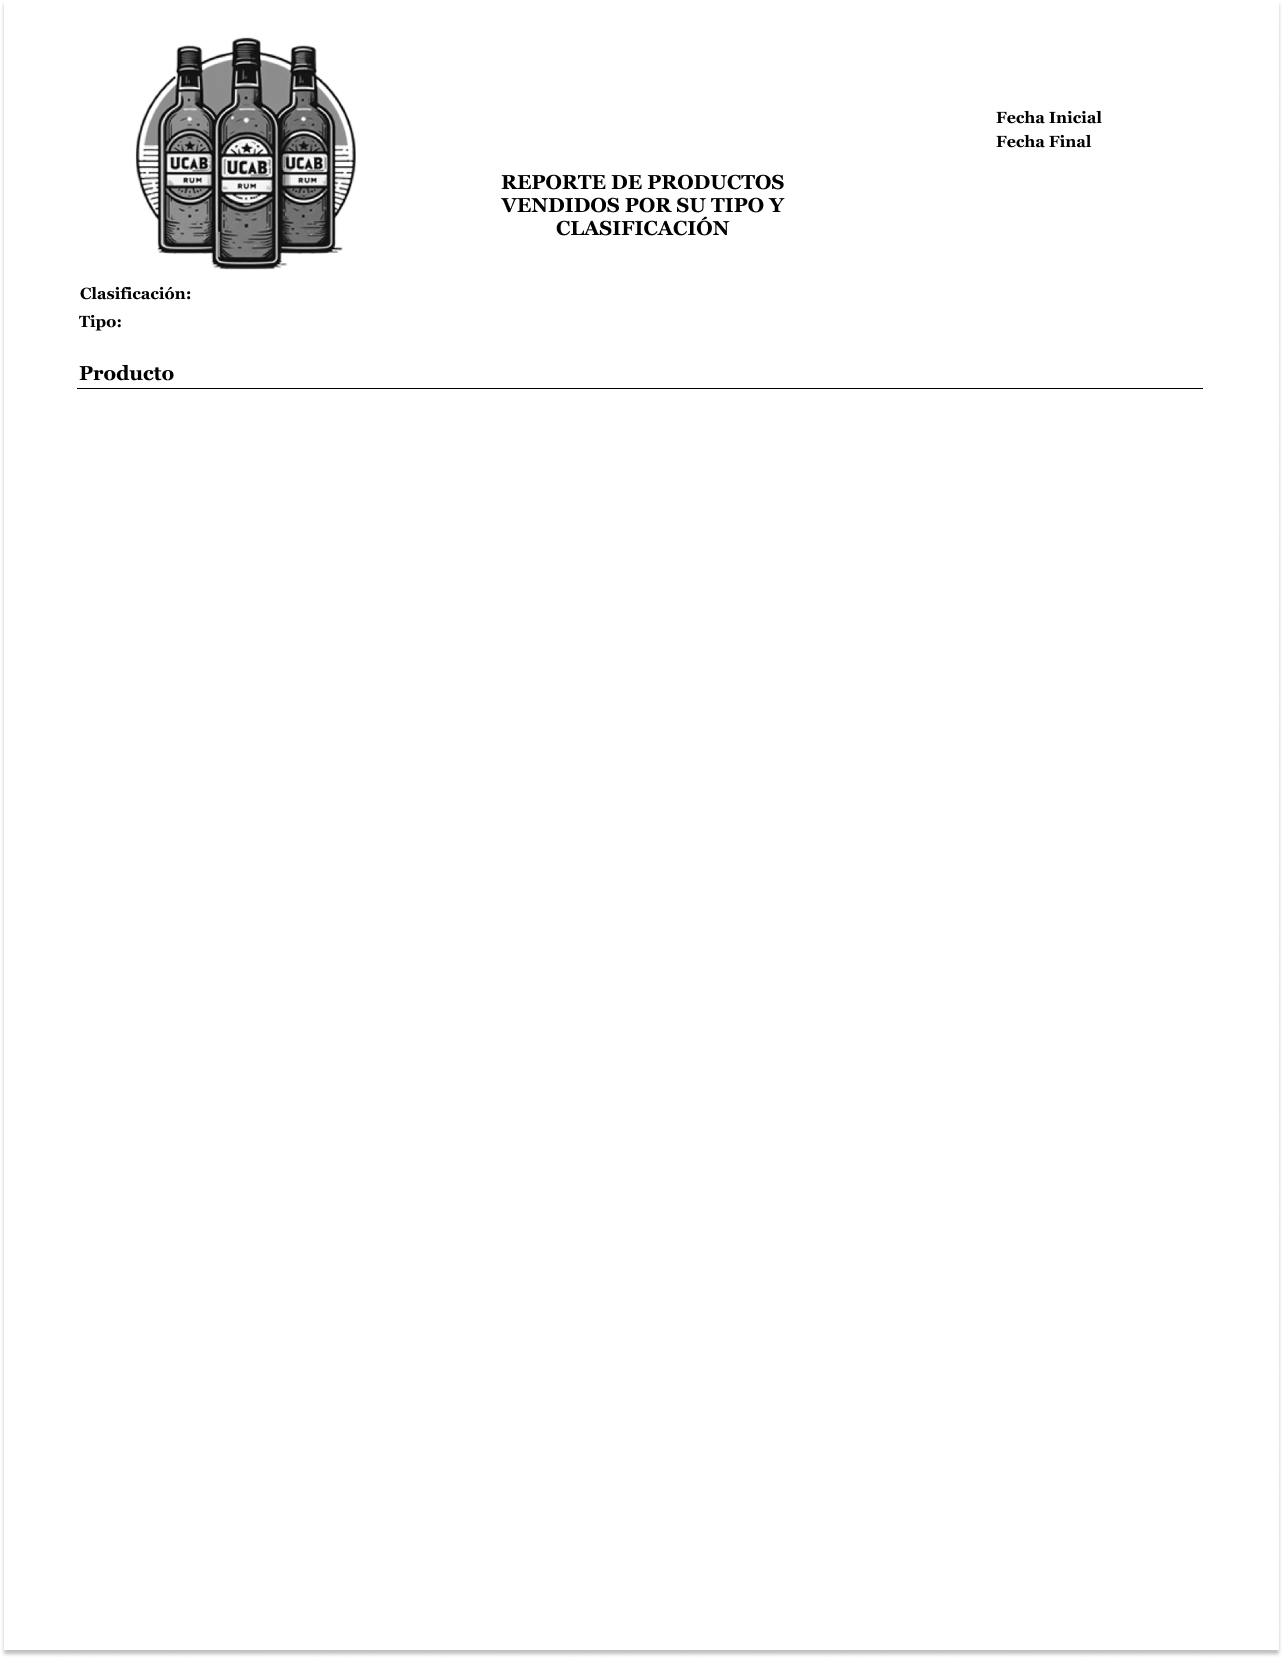 UCAB
RUM
UCAB
RUM
UCAB
RUM
Fecha Inicial
Fecha Final
REPORTE DE PRODUCTOS
VENDIDOS POR SU TIPO Y
CLASIFICACIÓN
Clasificación:
Tipo:
Producto